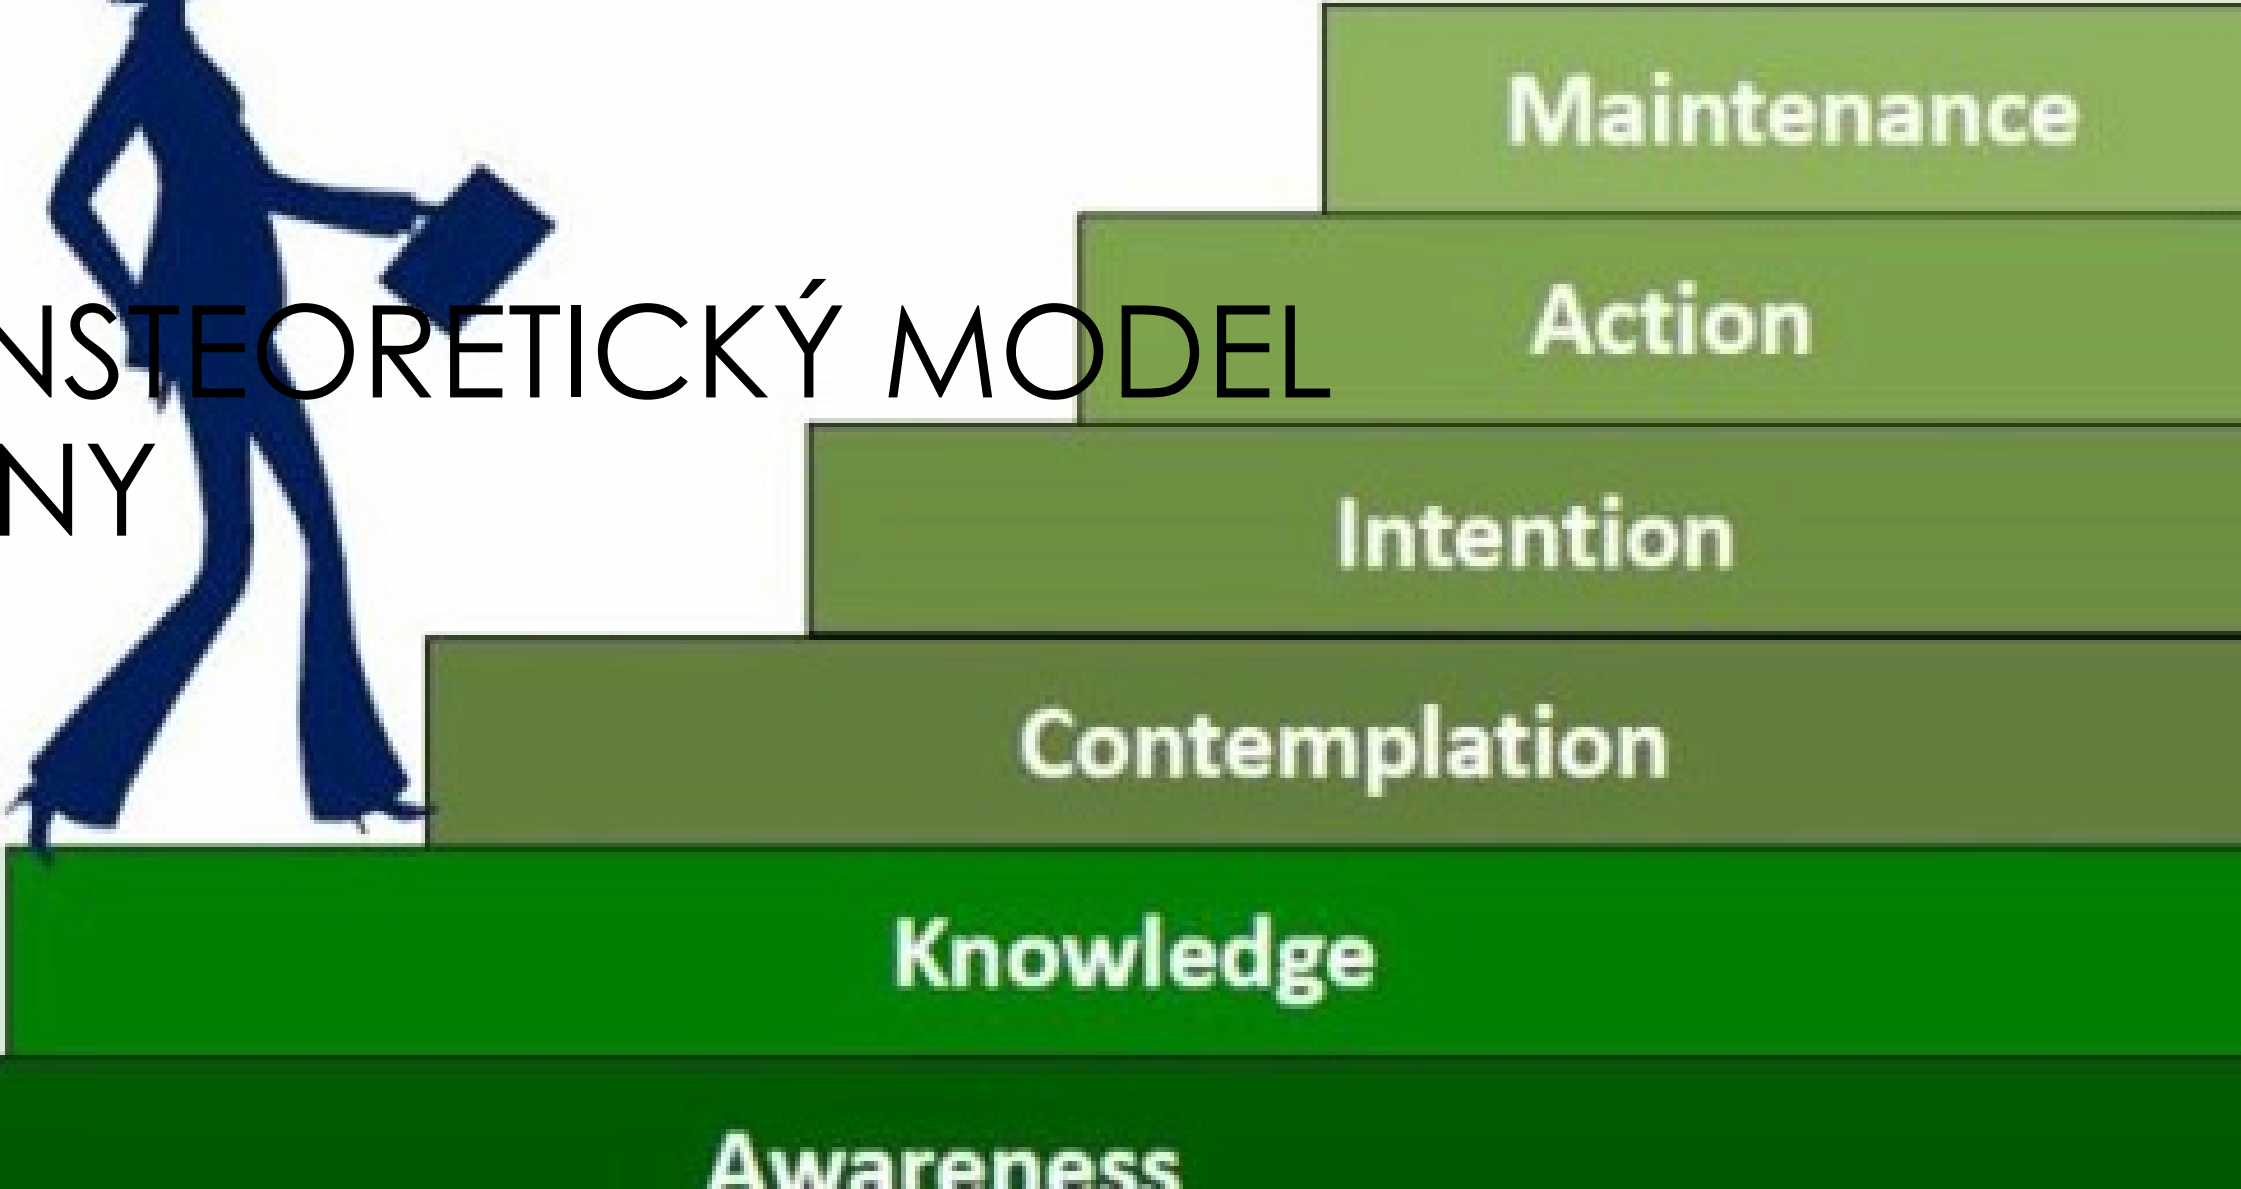 Maintenance
Action
NSTEORETICKÝ MODEL
NY
Intention
Contemplation
Knowledge
Awareness